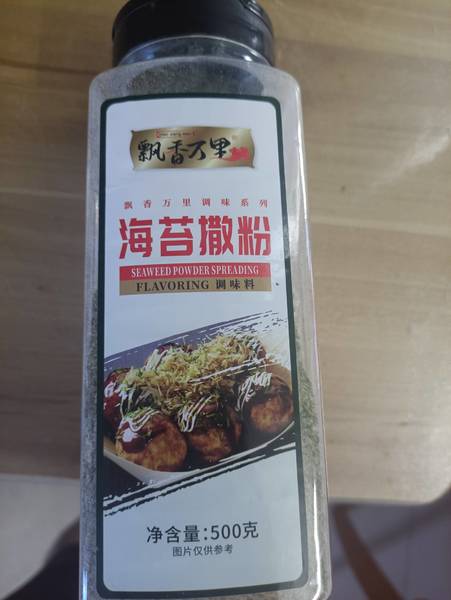 飘香万里
飘香万里调味系列
海苔撒粉
SEAWEED POWDER SPREADING
FLAVORING 调味料
净含量:500克
图片仅供参考